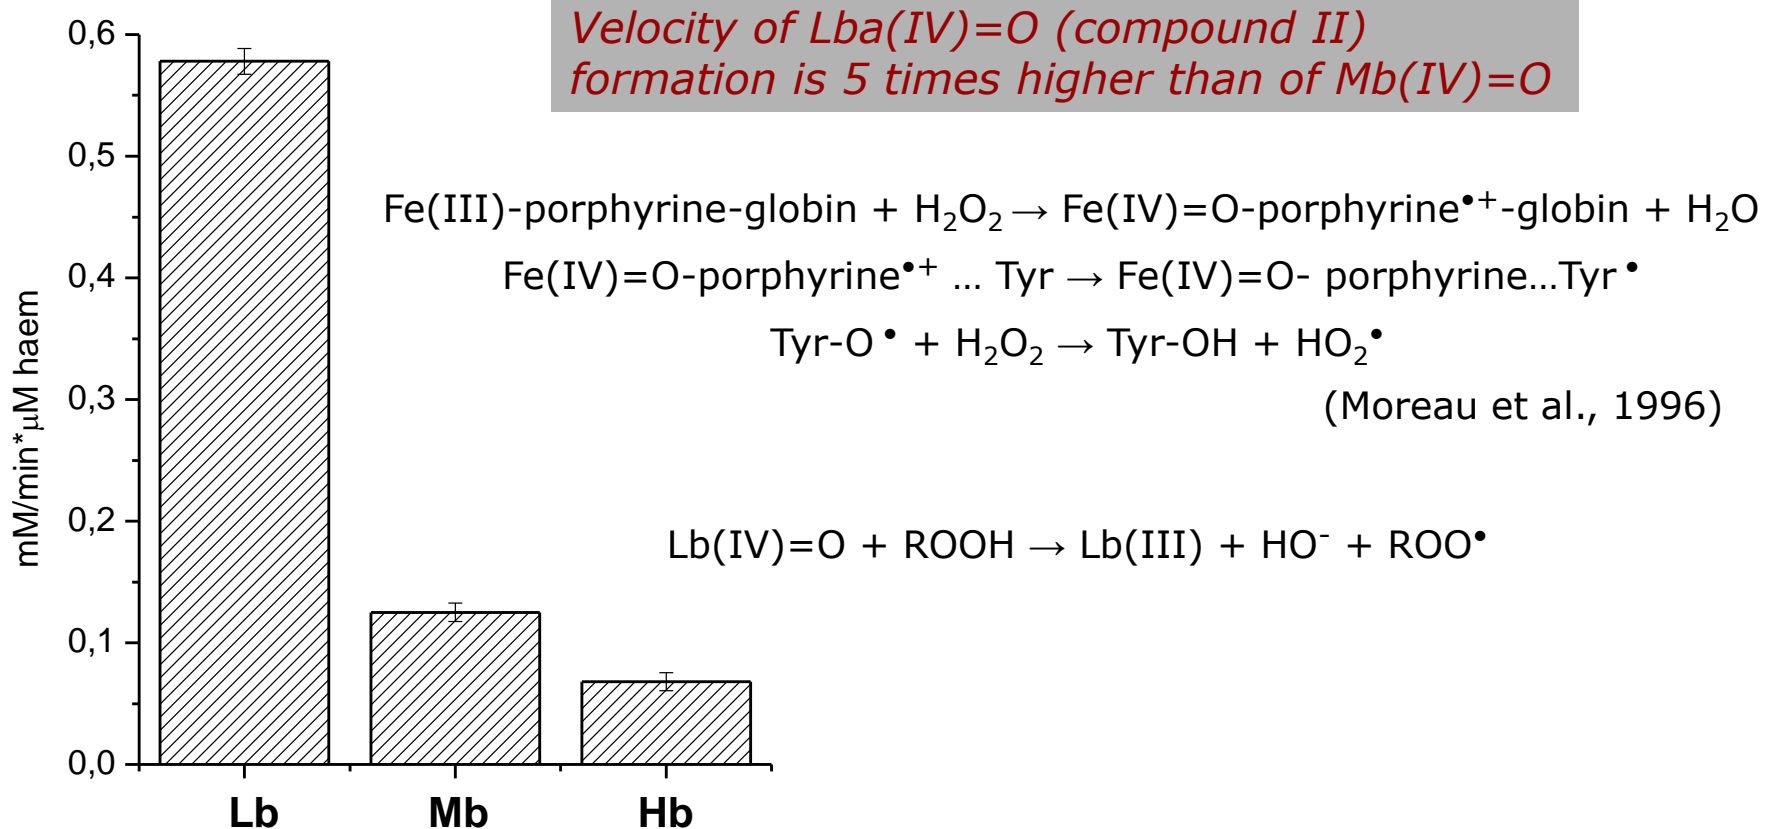 Velocity of Lba(IV)=O (compound II)
formation is 5 times higher than of Mb(IV)=O
Fe(III)-porphyrine-globin + H₂O₂ → Fe(IV)=O-porphyrine•⁺-globin + H₂O
Fe(IV)=O-porphyrine•⁺ … Tyr → Fe(IV)=O- porphyrine…Tyr •
Tyr-O • + H₂O₂ → Tyr-OH + HO₂•
(Moreau et al., 1996)
Lb(IV)=O + ROOH → Lb(III) + HO⁻ + ROO•
mM/min*μM haem
0,6
0,5
0,4
0,3
0,2
0,1
0,0
Lb Mb Hb